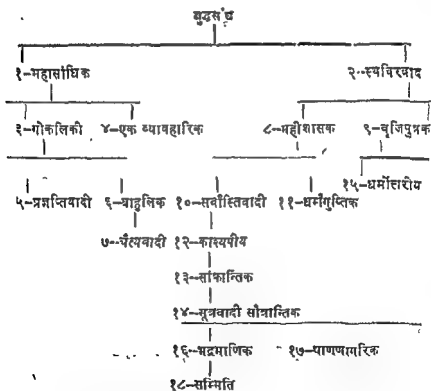 बुद्धसंघ
१--महासांघिक २--स्थविरवाद
३--गोकलिकी ४--एक व्यावहारिक ८--महीशासक ९--वृजिपुत्रक
१५--धर्मोत्तरीय
५--प्रज्ञप्तिवादी ६--बाहुलिक १०--सर्वास्तिवादी ११--धर्मगुप्तिक
७--चैत्यवादी १२--काश्यपीय
१३--सांकान्तिक
१४--सूत्रवादी सौत्रान्तिक
१६--भद्रमाणिक १७--पाणणागरिक
१८--सम्मिति